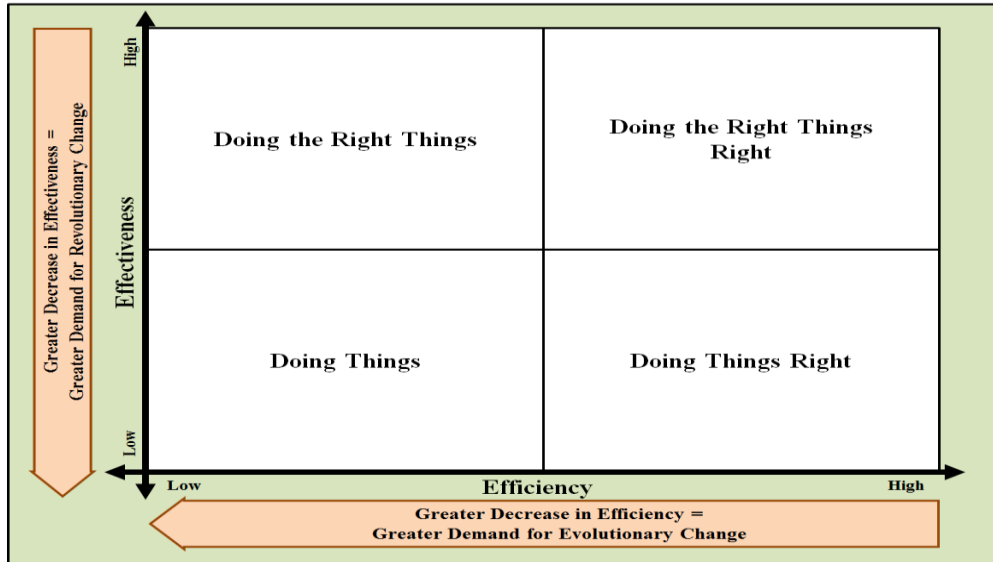 Greater Decrease in Effectiveness =
Greater Demand for Revolutionary Change
High
Effectiveness
Low
Doing the Right Things
Doing the Right Things
Right
Doing Things
Doing Things Right
Low
Efficiency
High
Greater Decrease in Efficiency =
Greater Demand for Evolutionary Change